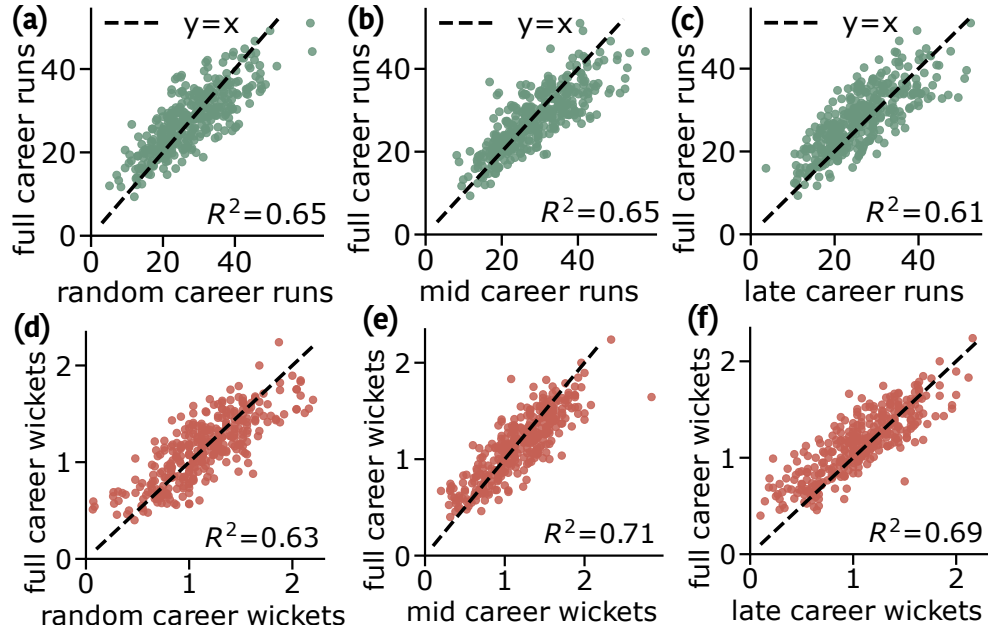 (a)
y=x
full career runs
40
20
0
R²=0.65
0
20
40
random career runs
(b)
full career runs
40
20
0
R²=0.65
0
20
40
mid career runs
(c)
y=x
full career runs
40
20
0
R²=0.61
0
20
40
late career runs
(d)
full career wickets
2
1
0
R²=0.63
0
1
2
random career wickets
(e)
full career wickets
2
1
0
R²=0.71
0
1
2
mid career wickets
(f)
full career wickets
2
1
0
R²=0.69
0
1
2
late career wickets